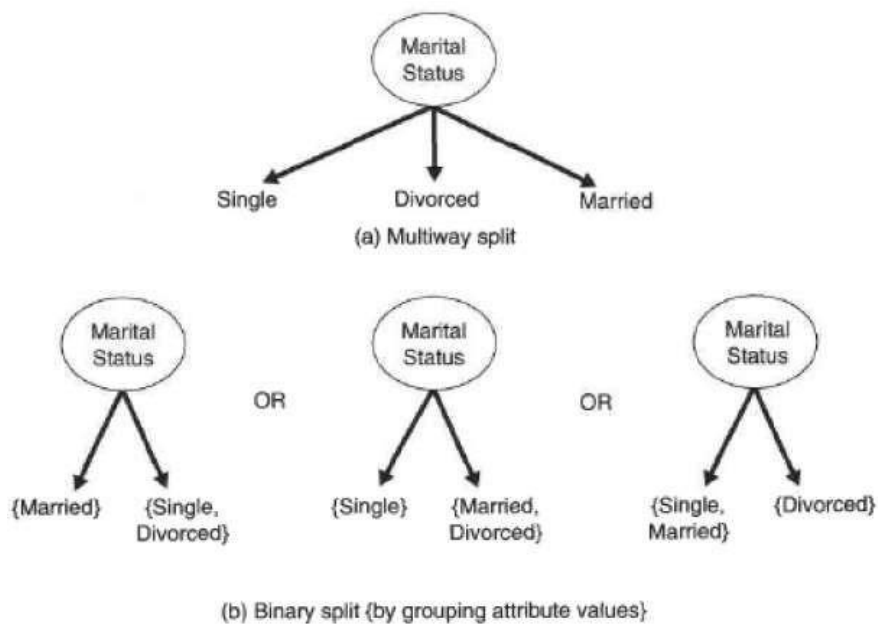 Marital
Status
Single
Divorced
Married
(a) Multiway split
Marital
Status
OR
Marital
Status
OR
Marital
Status
{Married}
{Single,
Divorced}
{Single}
{Married,
Divorced}
{Single,
Married}
{Divorced}
(b) Binary split {by grouping attribute values}